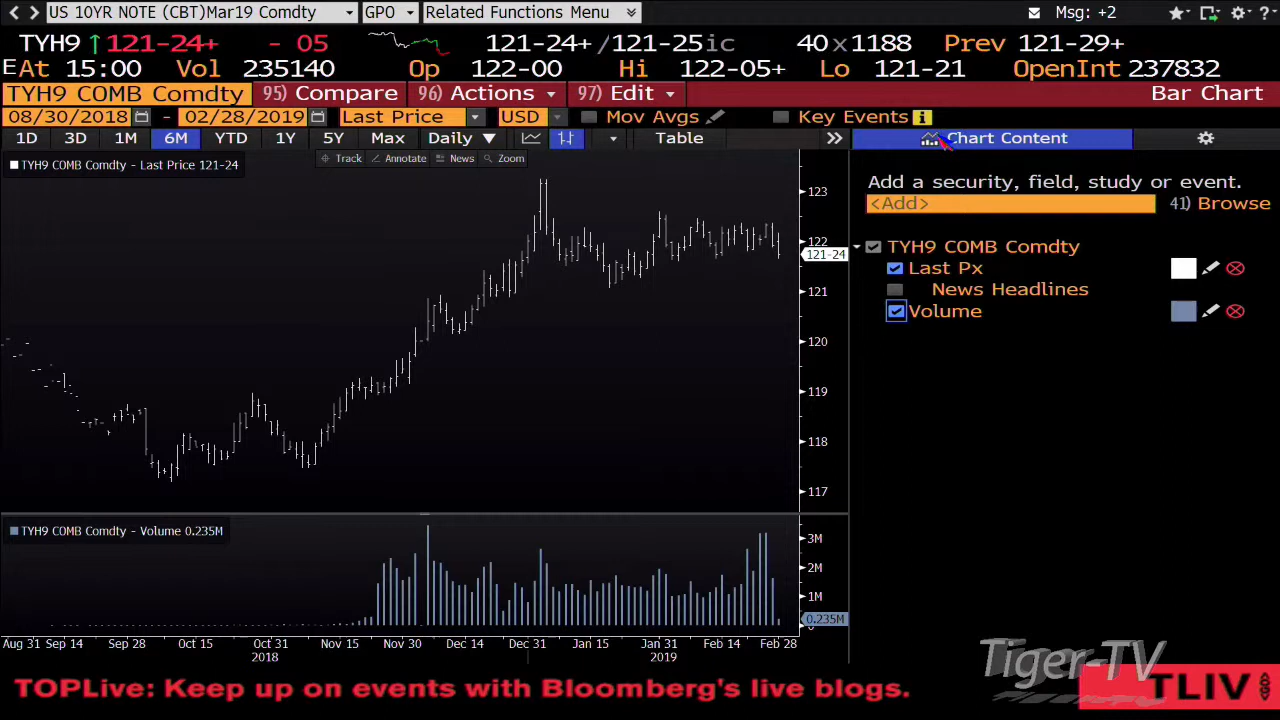 US 10YR NOTE (CBT)Mar19 Comdty GPO Related Functions Menu Msg: +2
TYH9 121-24+ - 05 121-24+/121-25ic 40x1188 Prev 121-29+
At 15:00 Vol 235140 Op 122-00 Hi 122-05+ Lo 121-21 OpenInt 237832
TYH9 COMB Comdty 95) Compare 96) Actions 97) Edit Bar Chart
08/30/2018 - 02/28/2019 Last Price USD Mov Avgs Key Events i
1D 3D 1M 6M YTD 1Y 5Y Max Daily Table Chart Content
Track Annotate News Zoom
TYH9 COMB Comdty - Last Price 121-24
Add a security, field, study or event.
<Add> 41) Browse
TYH9 COMB Comdty
Last Px
News Headlines
Volume
123
122
121-24
121
120
119
118
117
TYH9 COMB Comdty - Volume 0.235M
3M
2M
1M
0.235M
0
Aug 31 Sep 14 Sep 28 Oct 15 Oct 31 Nov 15 Nov 30 Dec 14 Dec 31 Jan 15 Jan 31 Feb 14 Feb 28
2018 2019
Tiger-TV
TOPLive: Keep up on events with Bloomberg's live blogs. TLIV